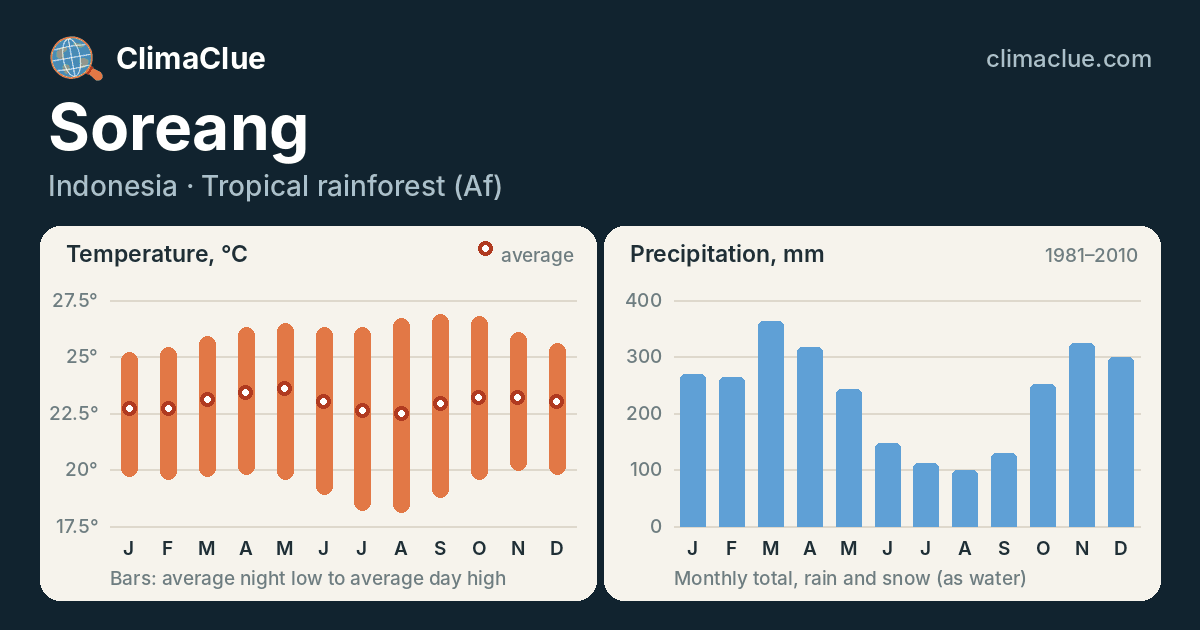 ClimaClue
climaclue.com
Soreang
Indonesia · Tropical rainforest (Af)
Temperature, °C
average
27.5°
25°
22.5°
20°
17.5°
J F M A M J J A S O N D
Bars: average night low to average day high
Precipitation, mm
1981–2010
400
300
200
100
0
J F M A M J J A S O N D
Monthly total, rain and snow (as water)